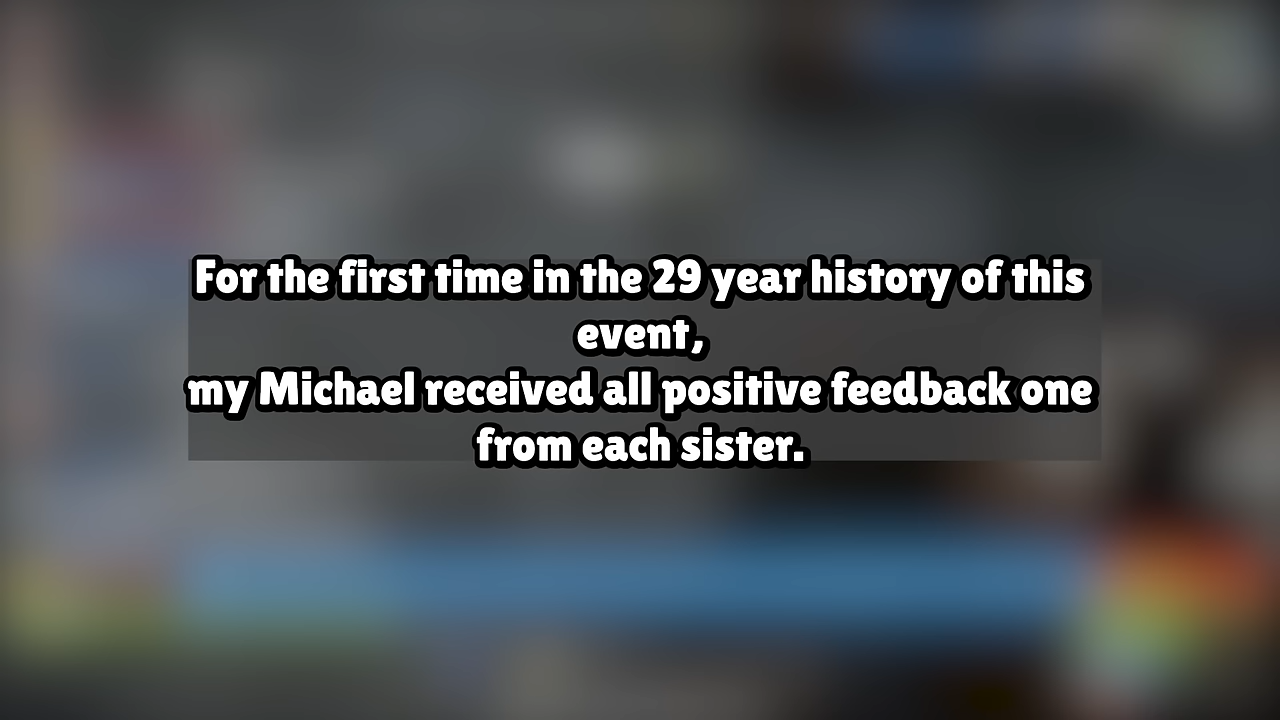 For the first time in the 29 year history of this
event,
my Michael received all positive feedback one
from each sister.